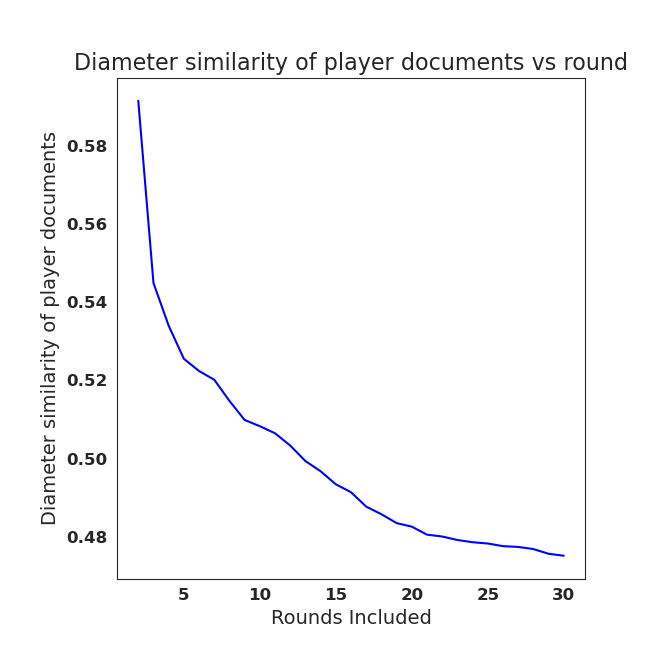 Diameter similarity of player documents vs round
Diameter similarity of player documents
0.58
0.56
0.54
0.52
0.50
0.48
5 10 15 20 25 30
Rounds Included